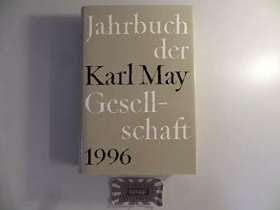 Jahrbuch
der
Karl May
Gesell-
schaft
1996